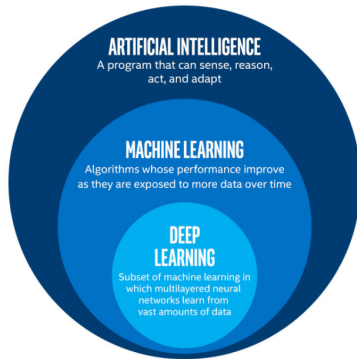 ARTIFICIAL INTELLIGENCE
A program that can sense, reason,
act, and adapt
MACHINE LEARNING
Algorithms whose performance improve
as they are exposed to more data over time
DEEP
LEARNING
Subset of machine learning in
which multilayered neural
networks learn from
vast amounts of data